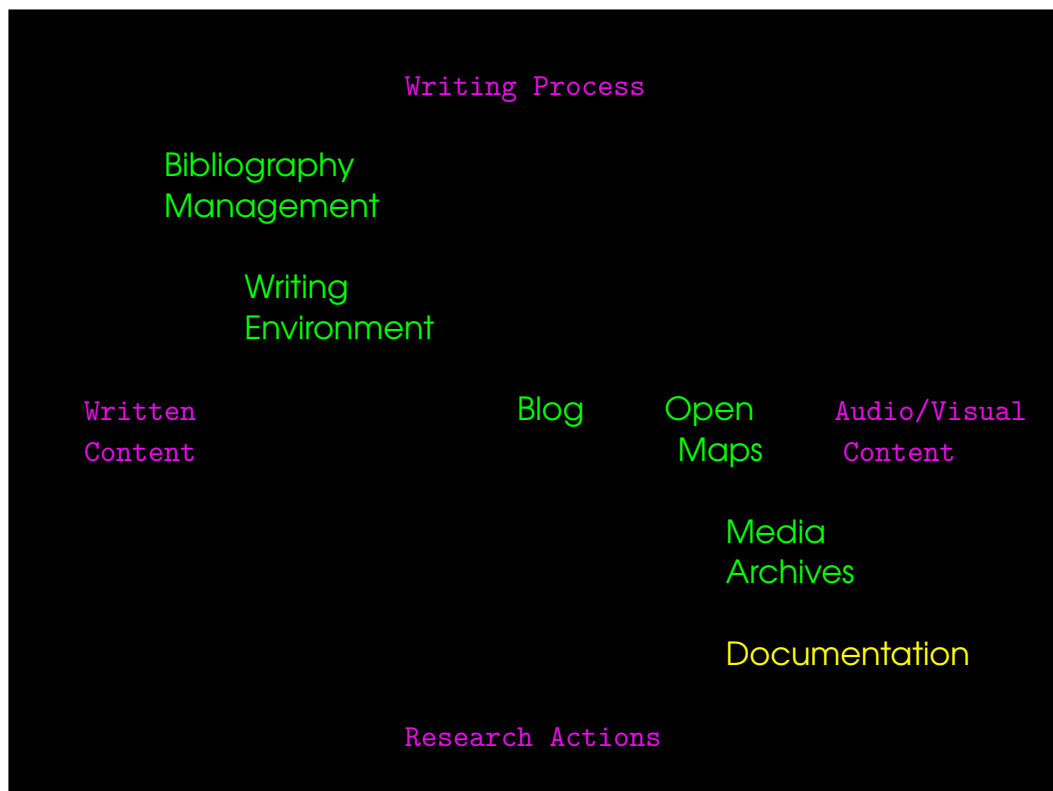 Writing Process
Bibliography
Management
Writing
Environment
Written
Content
Blog
Open
Maps
Audio/Visual
Content
Media
Archives
Documentation
Research Actions